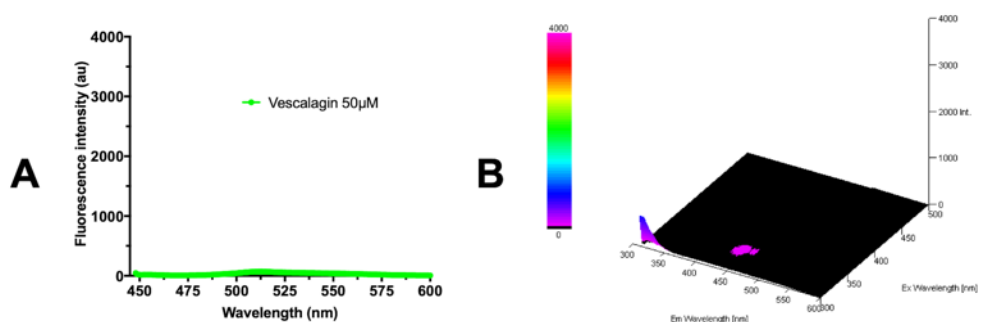 A
Fluorescence intensity (au)
4000
3000
2000
1000
0
Vescalagin 50µM
450 475 500 525 550 575 600
Wavelength (nm)
B
4000
0
4000
3000
2000 Int.
1000
0
500
450
400
350
300
Ex Wavelength [nm]
300 350 400 450 500 550 600
Em Wavelength [nm]